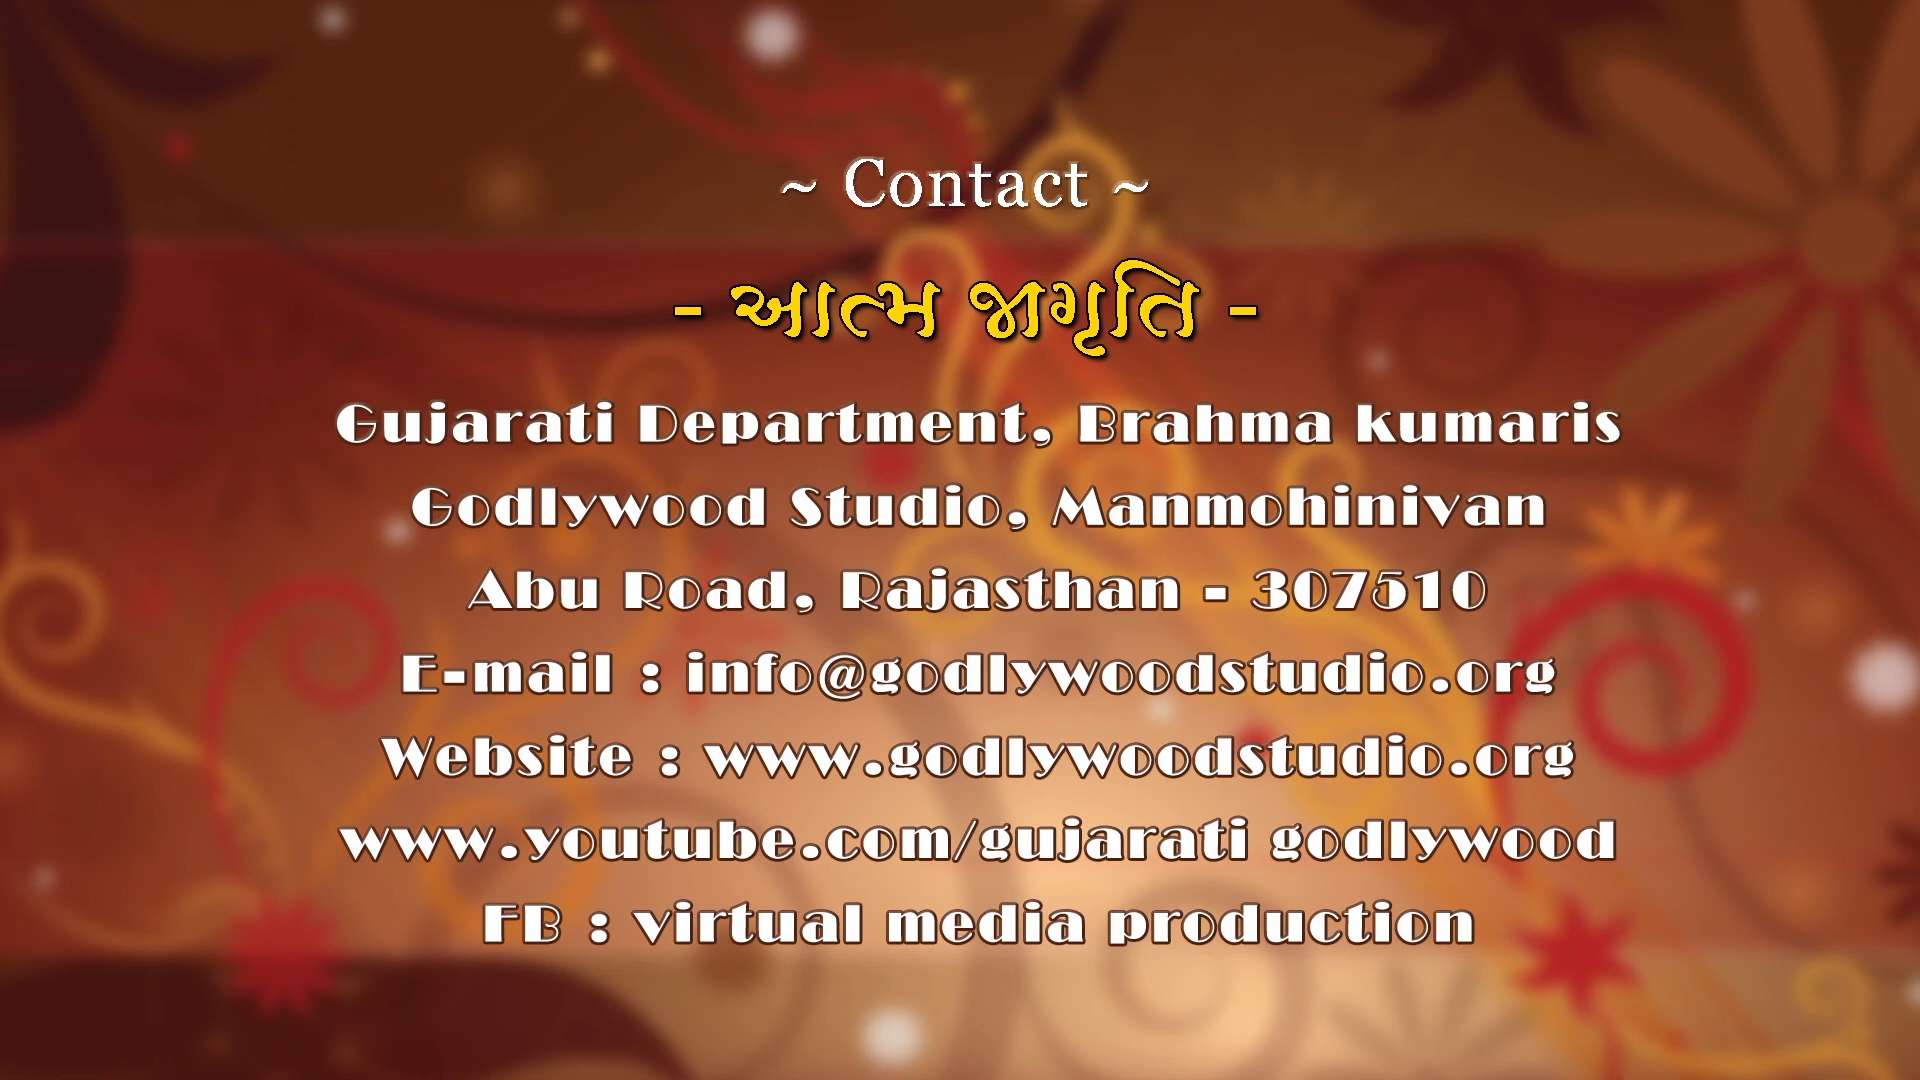 ~ Contact ~
- આત્મ જાગૃતિ -
Gujarati Department, Brahma kumaris
Godlywood Studio, Manmohinivan
Abu Road, Rajasthan - 307510
E-mail : info@godlywoodstudio.org
Website : www.godlywoodstudio.org
www.youtube.com/gujarati godlywood
FB : virtual media production